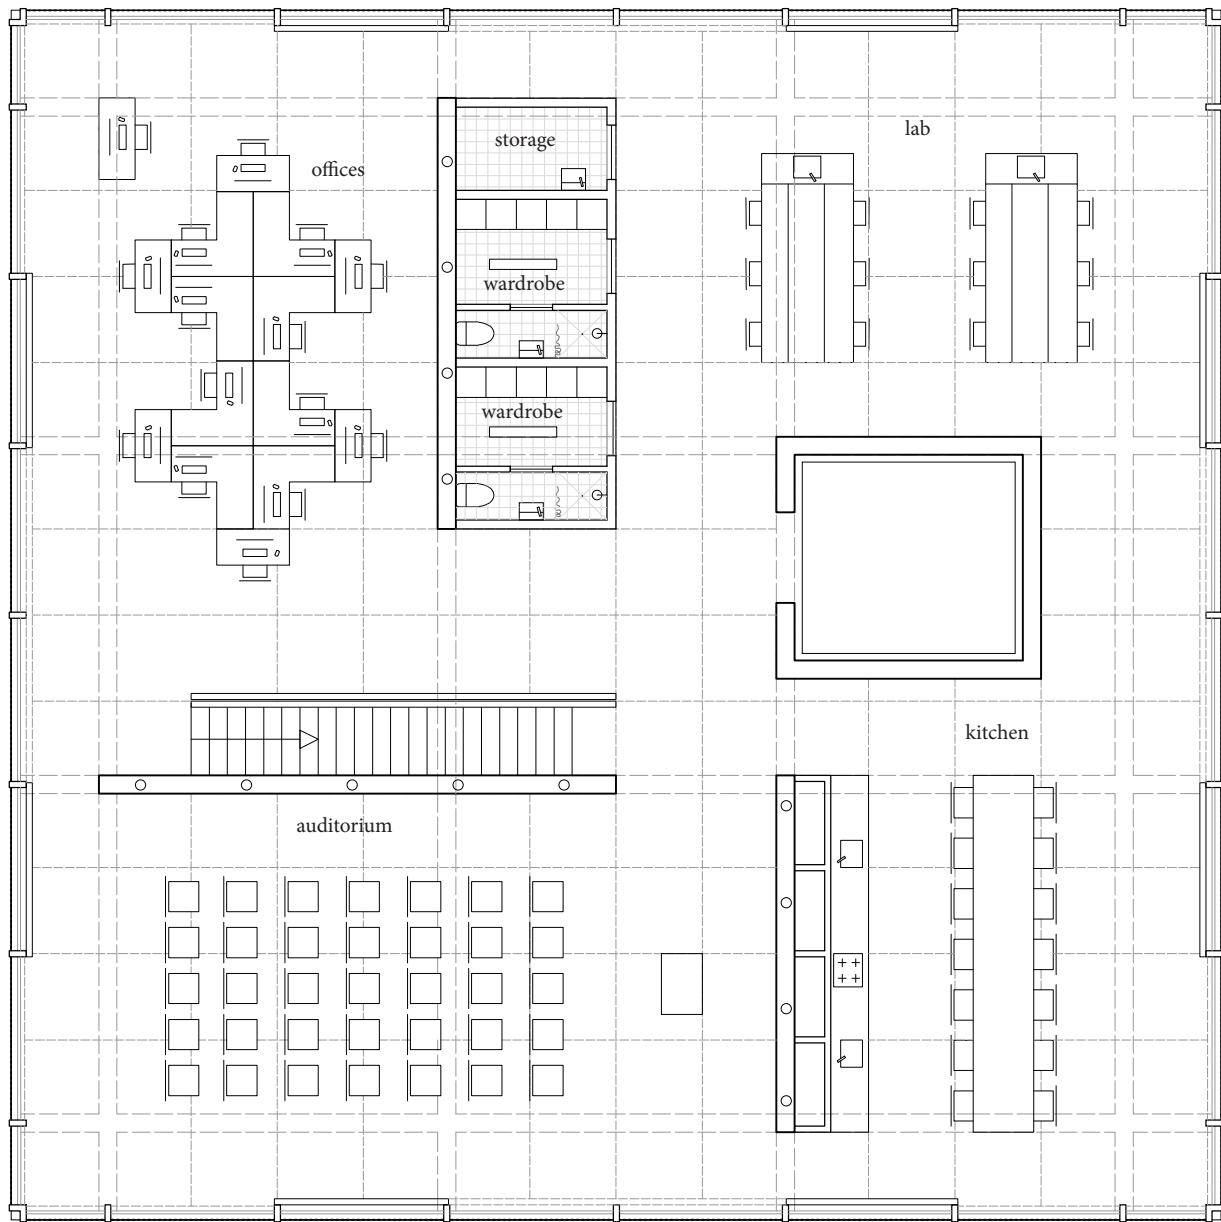 lab
storage
offices
wardrobe
wardrobe
kitchen
auditorium